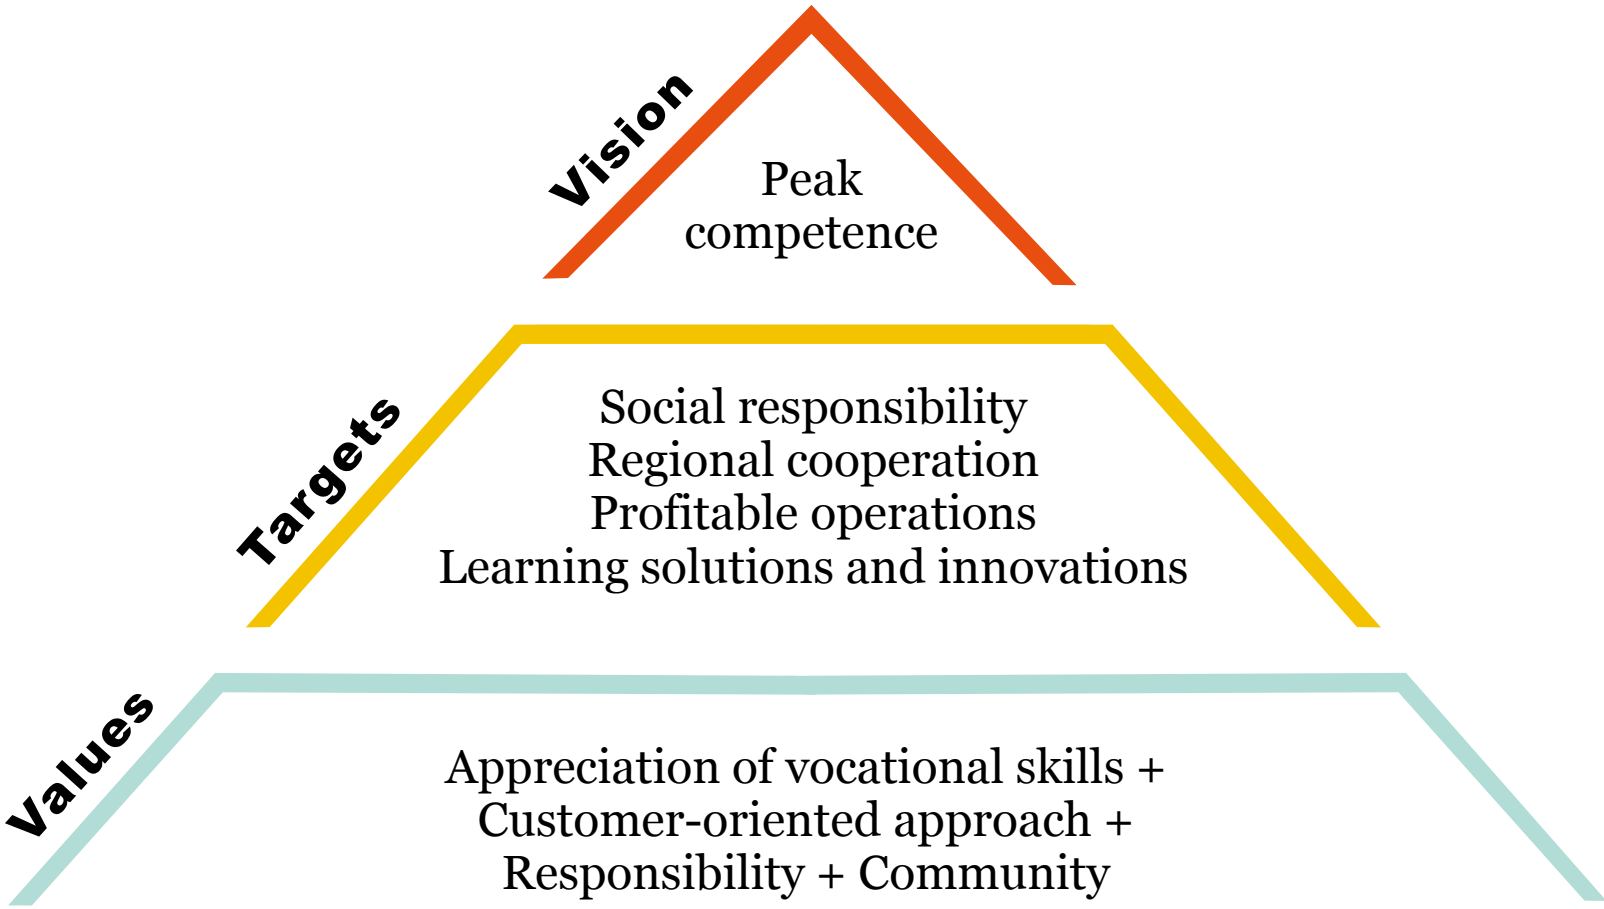 Vision
Peak
competence
Targets
Social responsibility
Regional cooperation
Profitable operations
Learning solutions and innovations
Values
Appreciation of vocational skills +
Customer-oriented approach +
Responsibility + Community